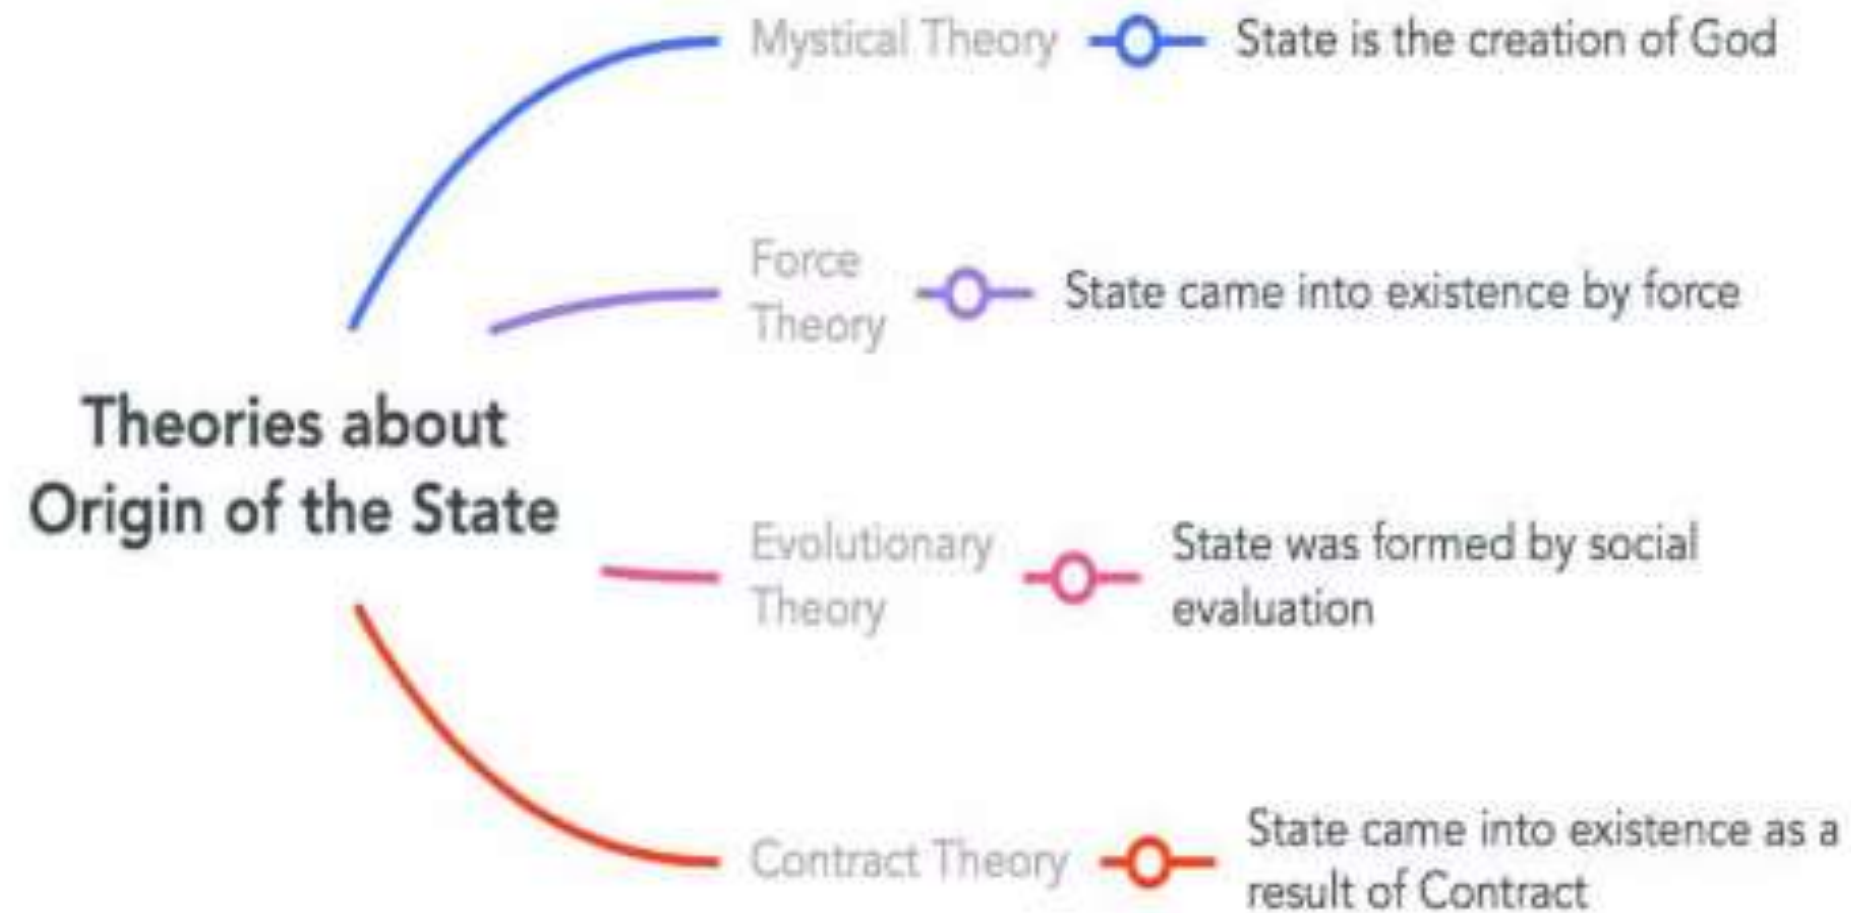 Mystical Theory
State is the creation of God
Force
Theory
State came into existence by force
Theories about
Origin of the State
Evolutionary
Theory
State was formed by social
evaluation
Contract Theory
State came into existence as a
result of Contract